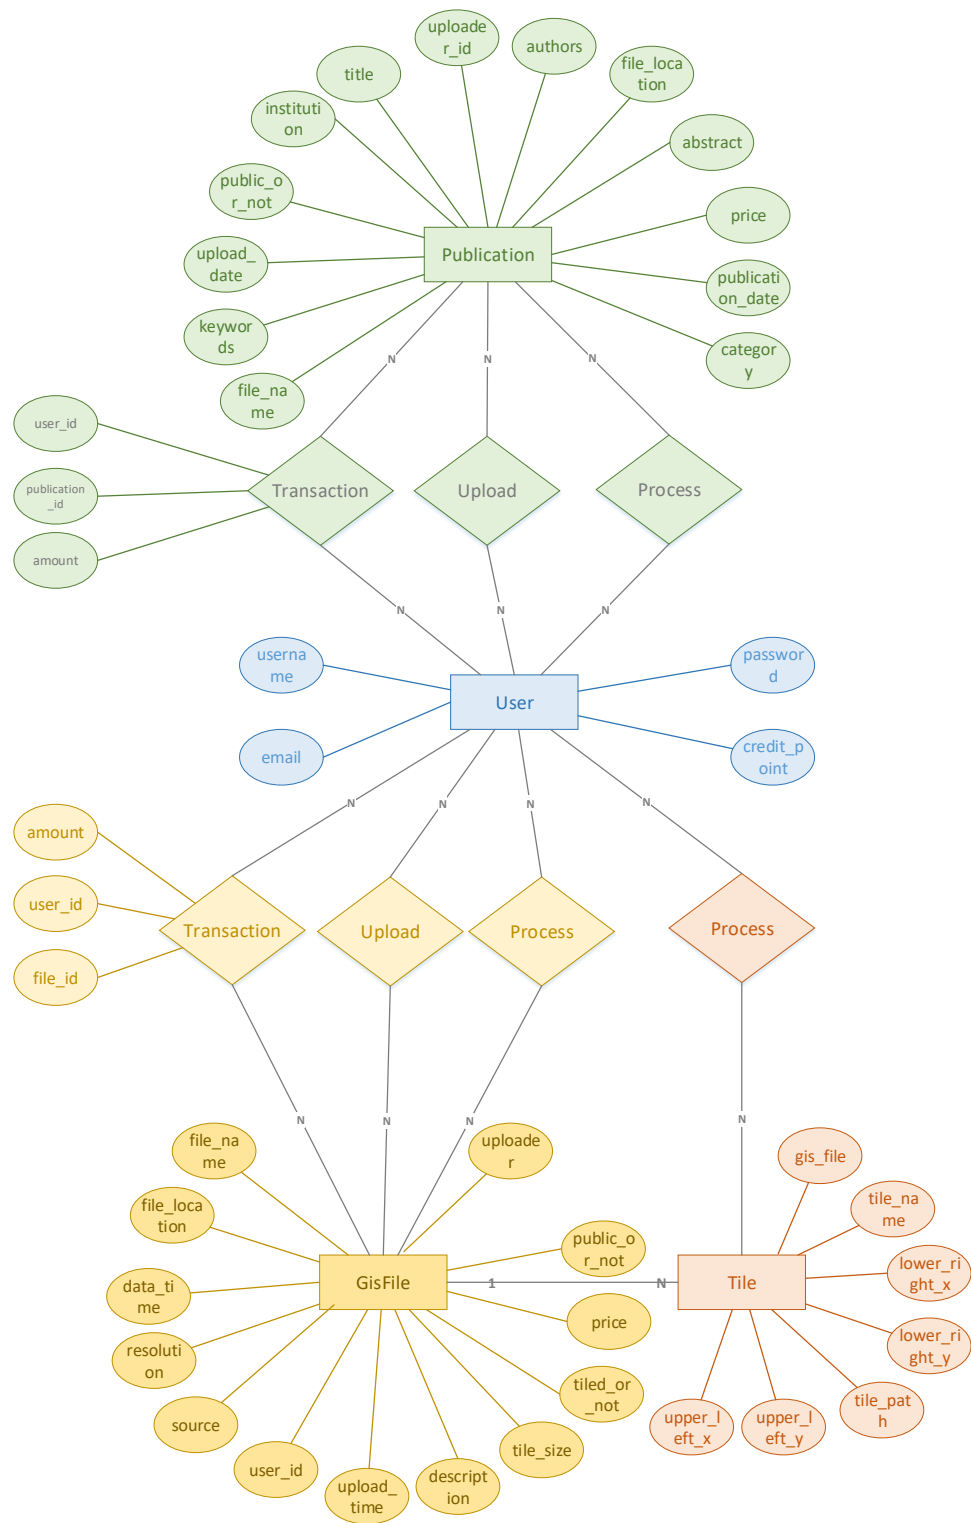 uploade
r_id
authors
title
file_loca
tion
instituti
on
abstract
public_o
r_not
price
Publication
upload_
date
publicati
on_date
keywor
ds
categor
y
file_na
me
N
N
N
user_id
Transaction
Upload
Process
publication
_id
amount
N
N
N
userna
me
passwor
d
User
email
credit_p
oint
N
N
N
N
amount
user_id
Transaction
Upload
Process
Process
file_id
N
N
N
N
file_na
me
uploade
r
gis_file
file_loca
tion
tile_na
me
public_o
r_not
lower_ri
ght_x
data_ti
me
GisFile
1
N
Tile
price
resoluti
on
lower_ri
ght_y
tiled_or
_not
source
tile_size
upper_l
eft_x
upper_l
eft_y
tile_pat
h
user_id
upload_
time
descript
ion